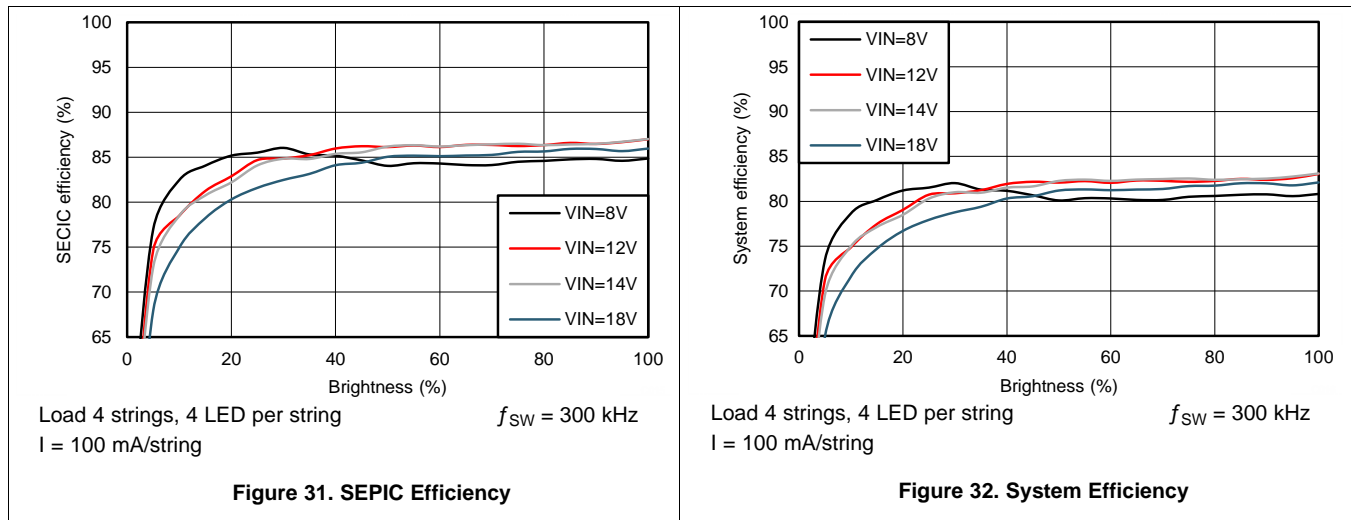 100
95
90
85
80
75
70
65
SECIC efficiency (%)
VIN=8V
VIN=12V
VIN=14V
VIN=18V
0 20 40 60 80 100
Brightness (%)
Load 4 strings, 4 LED per string ƒSW = 300 kHz
I = 100 mA/string
Figure 31. SEPIC Efficiency
100
95
90
85
80
75
70
65
System efficiency (%)
VIN=8V
VIN=12V
VIN=14V
VIN=18V
0 20 40 60 80 100
Brightness (%)
Load 4 strings, 4 LED per string ƒSW = 300 kHz
I = 100 mA/string
Figure 32. System Efficiency